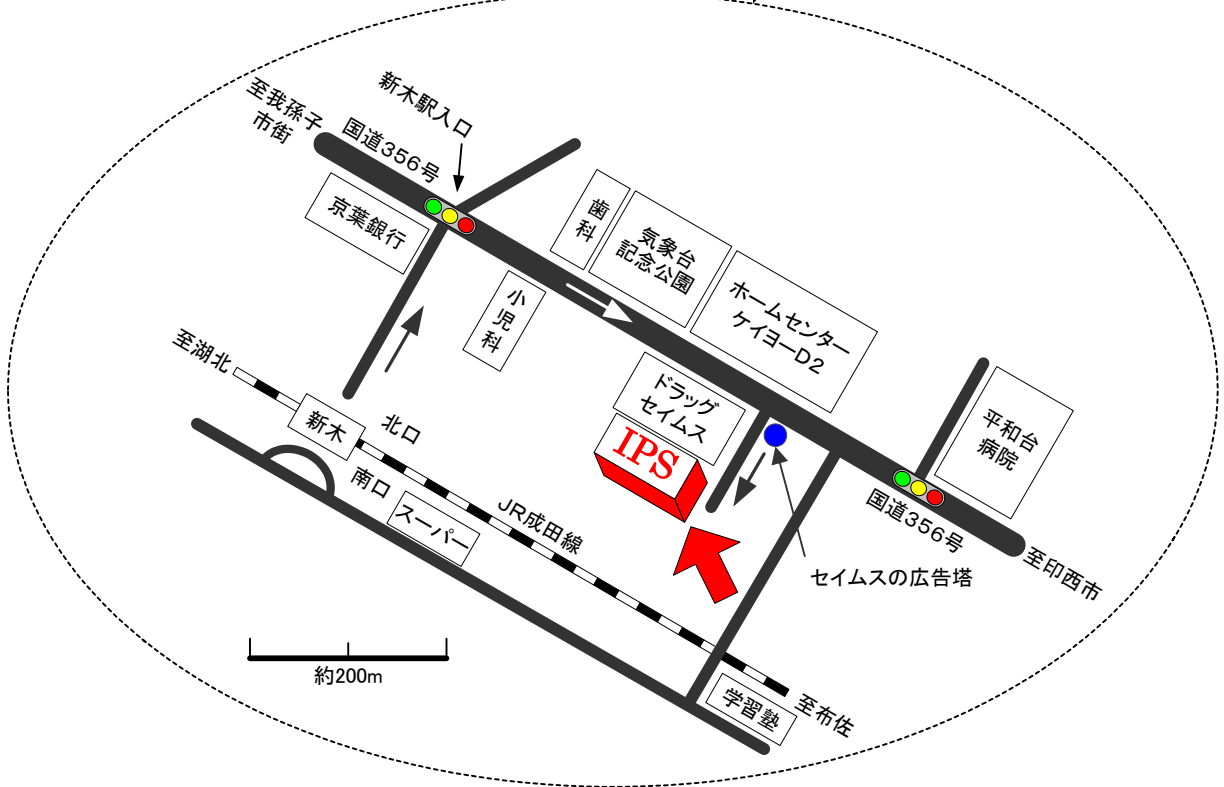 至我孫子
市街
国道356号
新木駅入口
京葉銀行
歯科
気象台
記念公園
ホームセンター
ケイヨーD2
小児科
至湖北
新木
北口
南口
スーパー
JR成田線
ドラッグ
セイムス
IPS
平和台
病院
国道356号
至印西市
セイムスの広告塔
約200m
学習塾
至布佐